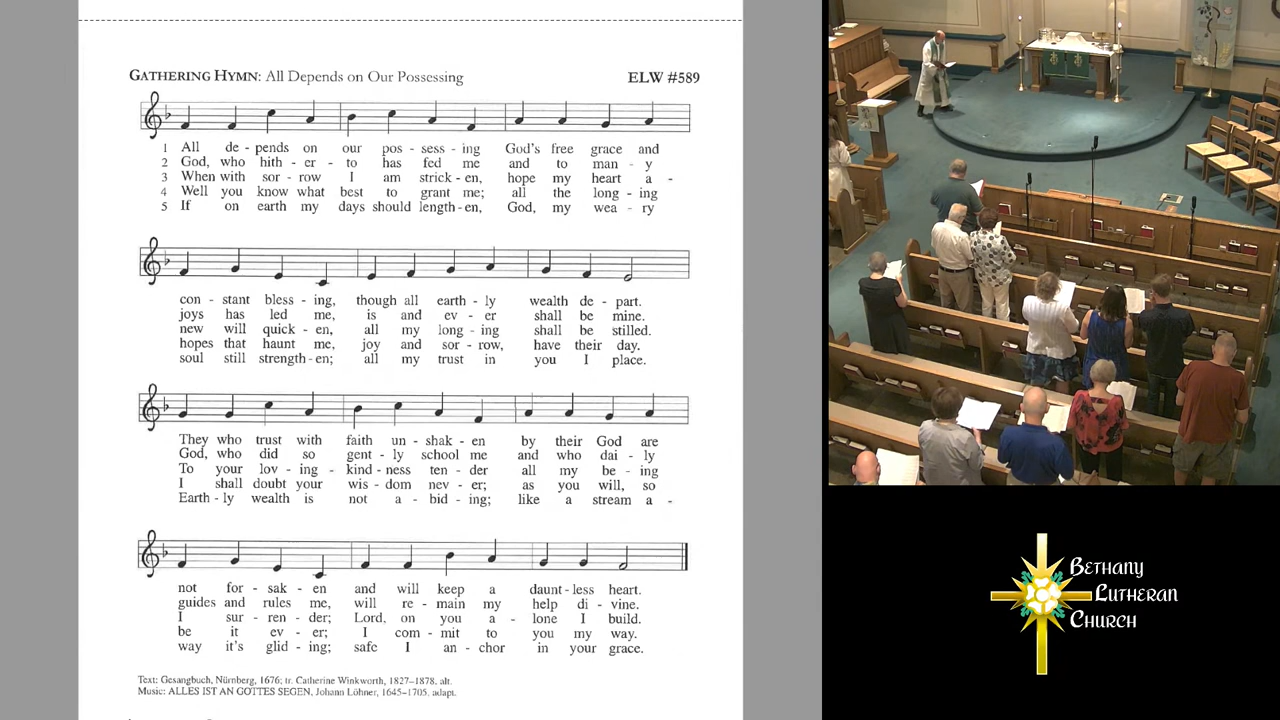 GATHERING HYMN: All Depends on Our Possessing ELW #589
1 All de - pends on our pos - sess - ing God's free grace and
2 God, who hith - er - to has fed me and to man - y
3 When with sor - row I am strick - en, hope my heart a -
4 Well you know what best to grant me; all the long - ing
5 If on earth my days should length - en, God, my wea - ry
con - stant bless - ing, though all earth - ly wealth de - part.
joys has led me, is and ev - er shall be mine.
new will quick - en, all my long - ing shall be stilled.
hopes that haunt me, joy and sor - row, have their day.
soul still strength - en; all my trust in you I place.
They who trust with faith un - shak - en by their God are
God, who did so gent - ly school me and who dai - ly
To your lov - ing - kind - ness ten - der all my be - ing
I shall doubt your wis - dom nev - er; as you will, so
Earth - ly wealth is not a - bid - ing; like a stream a -
not for - sak - en and will keep a daunt - less heart.
guides and rules me, will re - main my help di - vine.
I sur - ren - der; Lord, on you a - lone I build.
be it ev - er; I com - mit to you my way.
way it's glid - ing; safe I an - chor in your grace.
Text: Gesangbuch, Nürnberg, 1676; tr. Catherine Winkworth, 1827–1878, alt.
Music: ALLES IST AN GOTTES SEGEN, Johann Löhner, 1645–1705, adapt.
Bethany
Lutheran
Church